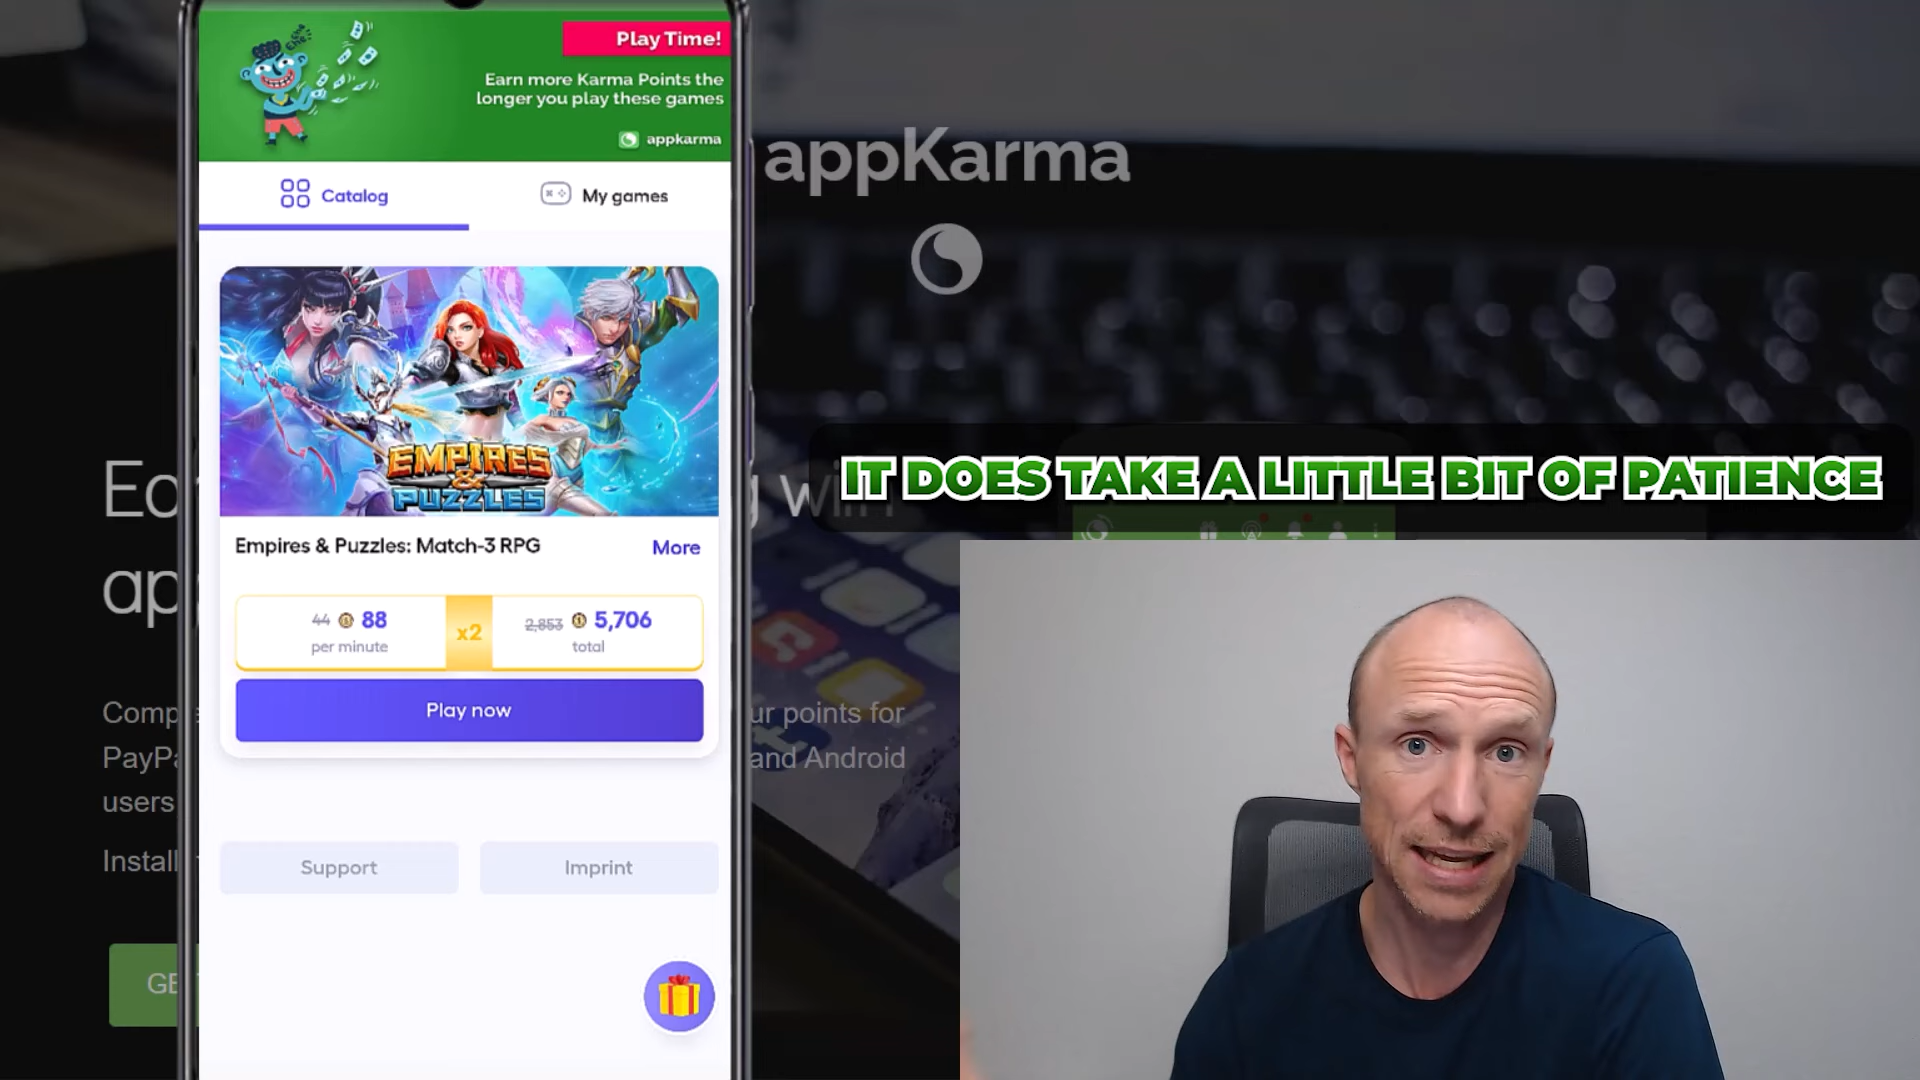 Play Time!
Earn more Karma Points the
longer you play these games
appkarma
Catalog
My games
EMPIRES
&
PUZZLES
Empires & Puzzles: Match-3 RPG
More
44 88
per minute
x2
2,853 5,706
total
Play now
Support
Imprint
appKarma
IT DOES TAKE A LITTLE BIT OF PATIENCE
ur points for
and Android
users
Install